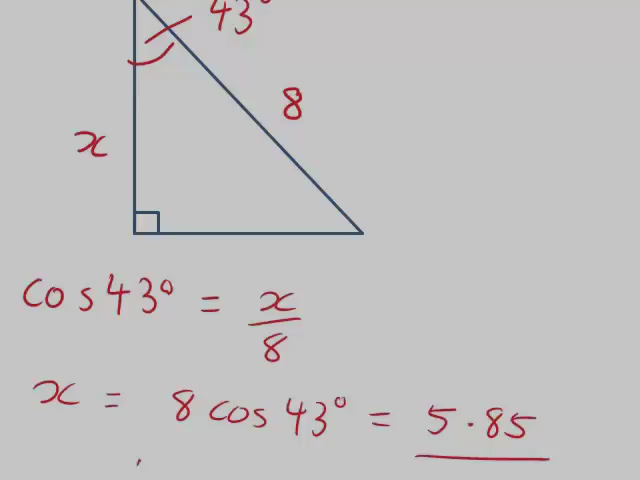 43°
8
x
cos 43° = x/8
x = 8 cos 43° = 5.85